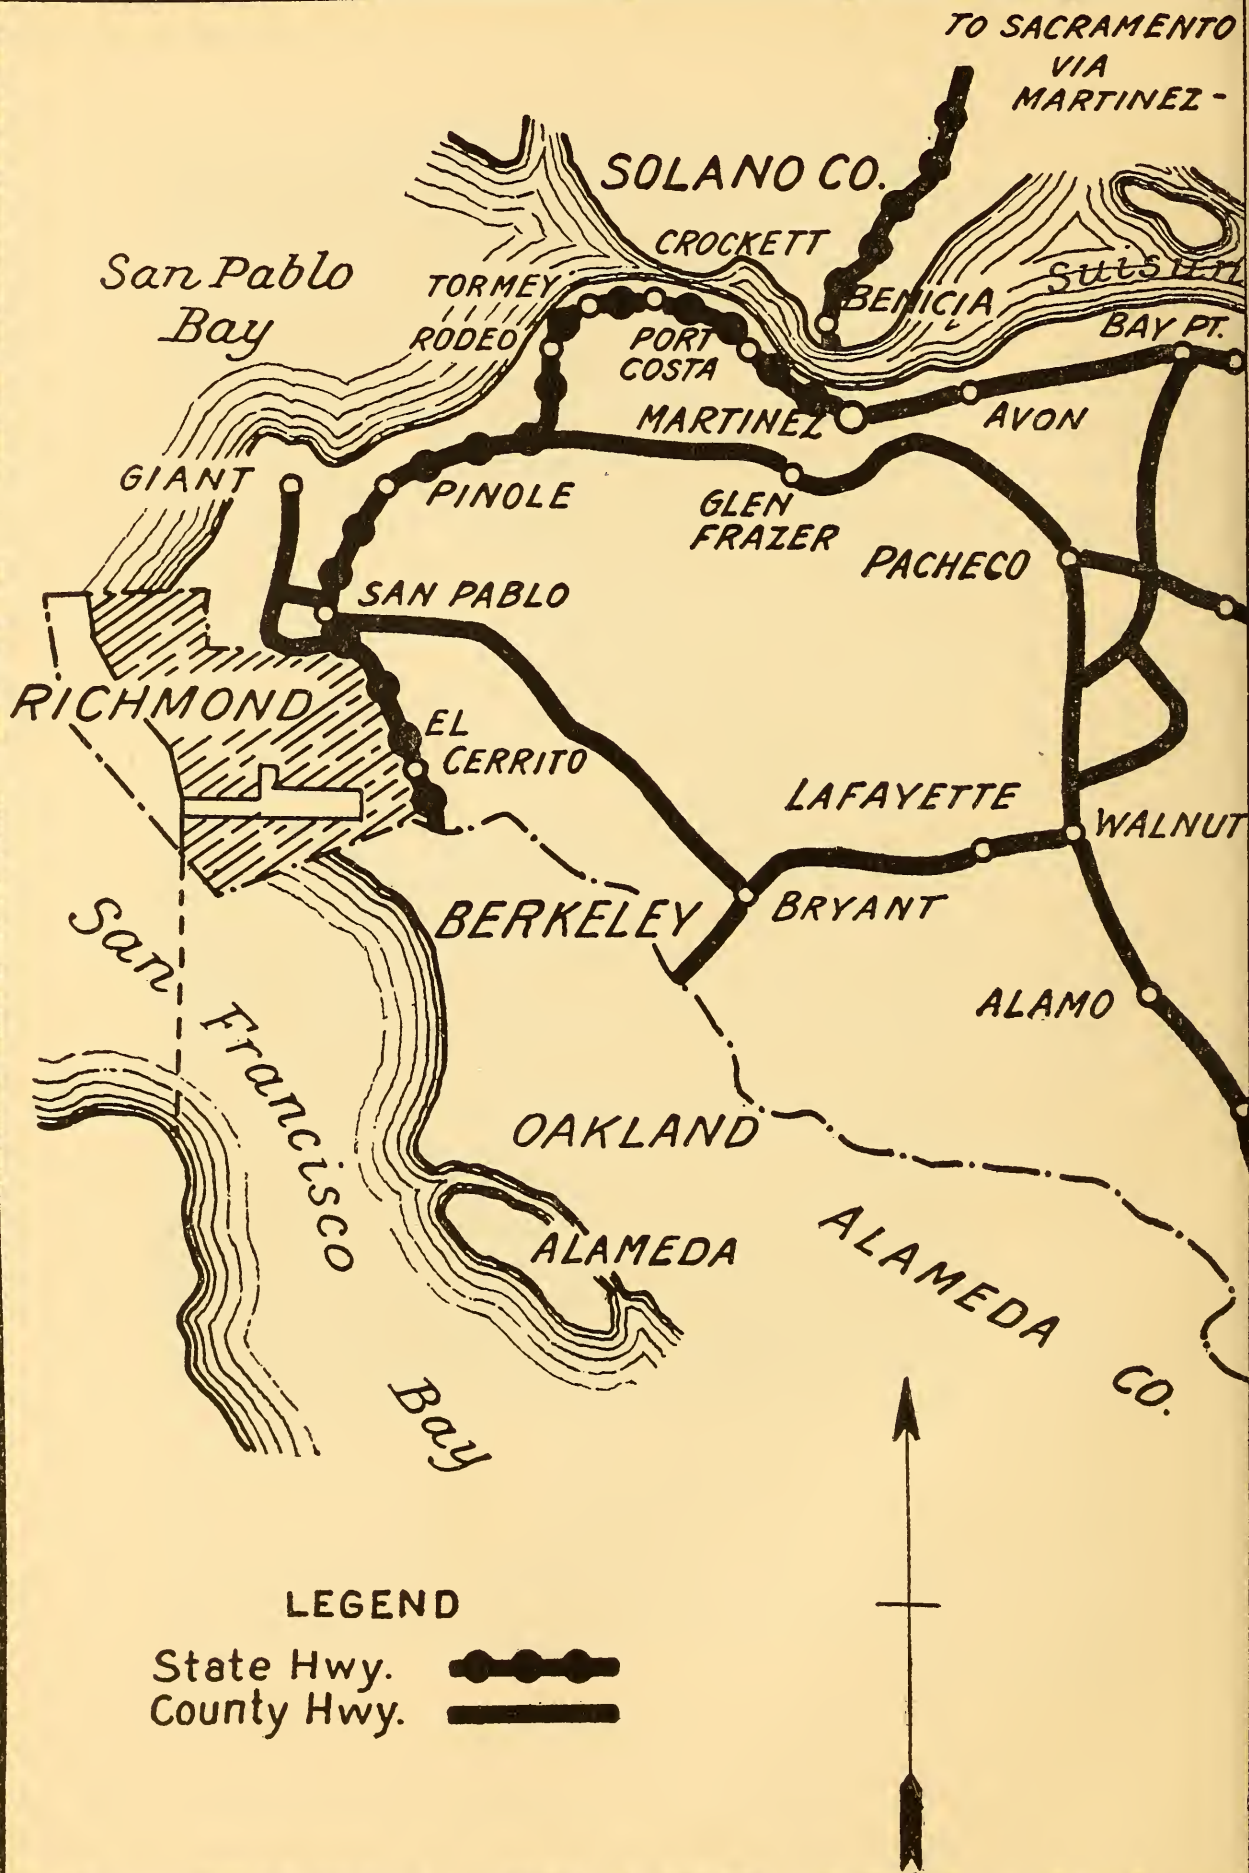 TO SACRAMENTO
VIA
MARTINEZ-
SOLANO CO.
CROCKETT
San Pablo
Bay
TORMEY
BENICIA
Suisun
RODEO
PORT
COSTA
BAY PT.
MARTINEZ
AVON
GIANT
PINOLE
GLEN
FRAZER
PACHECO
SAN PABLO
RICHMOND
EL
CERRITO
LAFAYETTE
WALNUT
BERKELEY
BRYANT
San
Francisco
Bay
ALAMO
OAKLAND
ALAMEDA
ALAMEDA
CO.
LEGEND
State Hwy.
County Hwy.